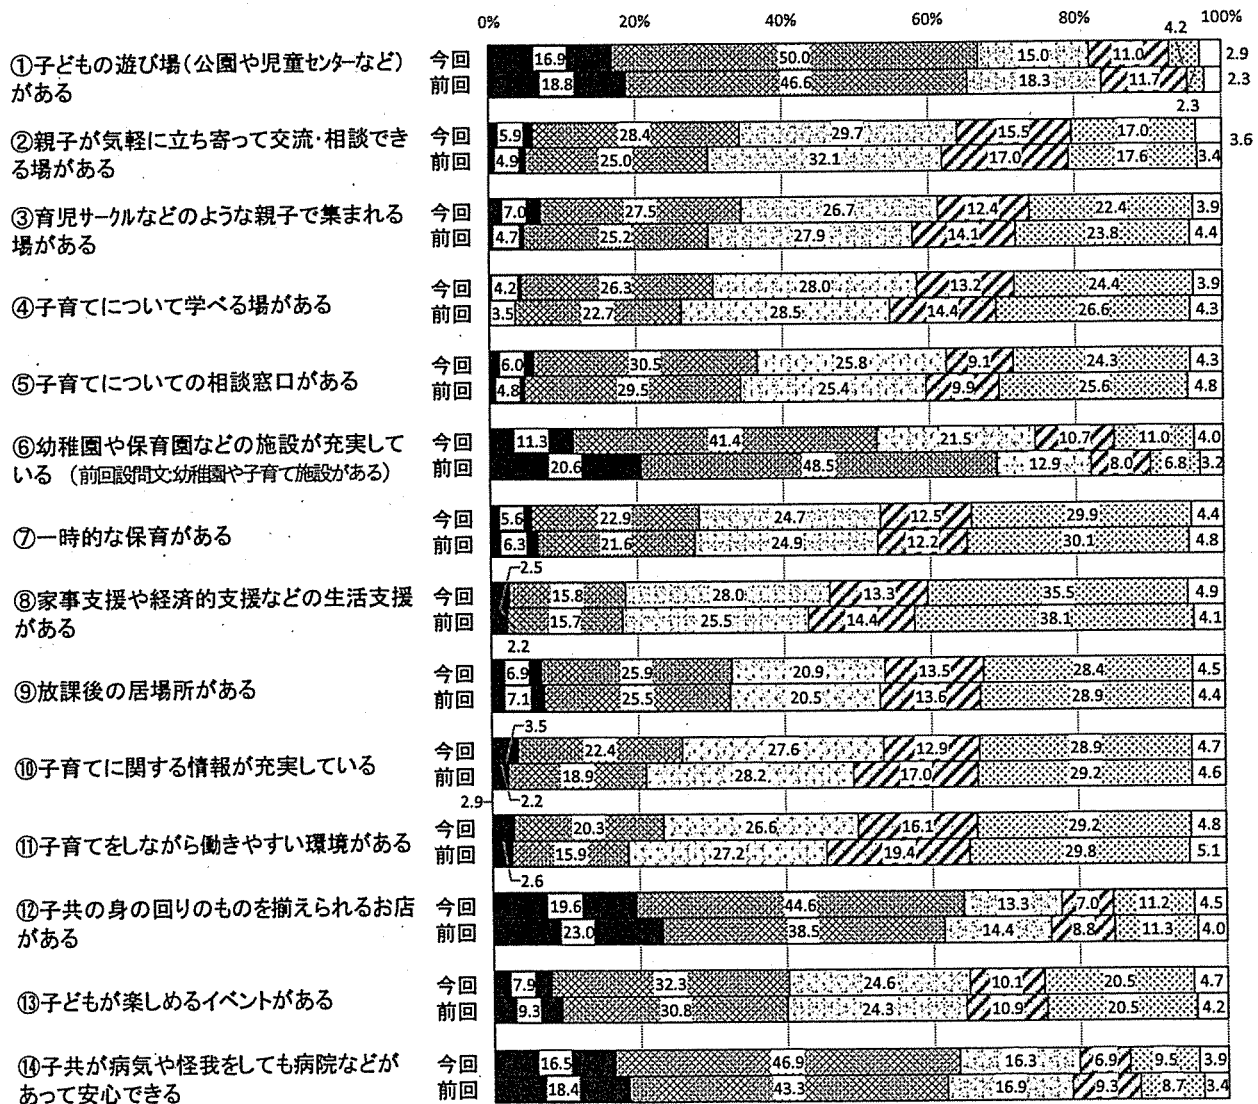 0% 20% 40% 60% 80% 100%
4.2
①子どもの遊び場(公園や児童センターなど)
がある
今回 16.9 50.0 15.0 11.0 2.9
前回 18.8 46.6 18.3 11.7 2.3
2.3
②親子が気軽に立ち寄って交流・相談でき
る場がある
今回 5.9 28.4 29.7 15.5 17.0 3.6
前回 4.9 25.0 32.1 17.0 17.6 3.4
③育児サークルなどのような親子で集まれる
場がある
今回 7.0 27.5 26.7 12.4 22.4 3.9
前回 4.7 25.2 27.9 14.1 23.8 4.4
④子育てについて学べる場がある
今回 4.2 26.3 28.0 13.2 24.4 3.9
前回 3.5 22.7 28.5 14.4 26.6 4.3
⑤子育てについての相談窓口がある
今回 6.0 30.5 25.8 9.1 24.3 4.3
前回 4.8 29.5 25.4 9.9 25.6 4.8
⑥幼稚園や保育園などの施設が充実して
いる (前回設問文:幼稚園や子育て施設がある)
今回 11.3 41.4 21.5 10.7 11.0 4.0
前回 20.6 48.5 12.9 8.0 6.8 3.2
⑦一時的な保育がある
今回 5.6 22.9 24.7 12.5 29.9 4.4
前回 6.3 21.6 24.9 12.2 30.1 4.8
2.5
⑧家事支援や経済的支援などの生活支援
がある
今回 15.8 28.0 13.3 35.5 4.9
前回 15.7 25.5 14.4 38.1 4.1
2.2
⑨放課後の居場所がある
今回 6.9 25.9 20.9 13.5 28.4 4.5
前回 7.1 25.5 20.5 13.6 28.9 4.4
3.5
⑩子育てに関する情報が充実している
今回 22.4 27.6 12.9 28.9 4.7
前回 18.9 28.2 17.0 29.2 4.6
2.9 2.2
⑪子育てをしながら働きやすい環境がある
今回 20.3 26.6 16.1 29.2 4.8
前回 15.9 27.2 19.4 29.8 5.1
2.6
⑫子共の身の回りのものを揃えられるお店
がある
今回 19.6 44.6 13.3 7.0 11.2 4.5
前回 23.0 38.5 14.4 8.8 11.3 4.0
⑬子どもが楽しめるイベントがある
今回 7.9 32.3 24.6 10.1 20.5 4.7
前回 9.3 30.8 24.3 10.9 20.5 4.2
⑭子共が病気や怪我をしても病院などが
あって安心できる
今回 16.5 46.9 16.3 6.9 9.5 3.9
前回 18.4 43.3 16.9 9.3 8.7 3.4